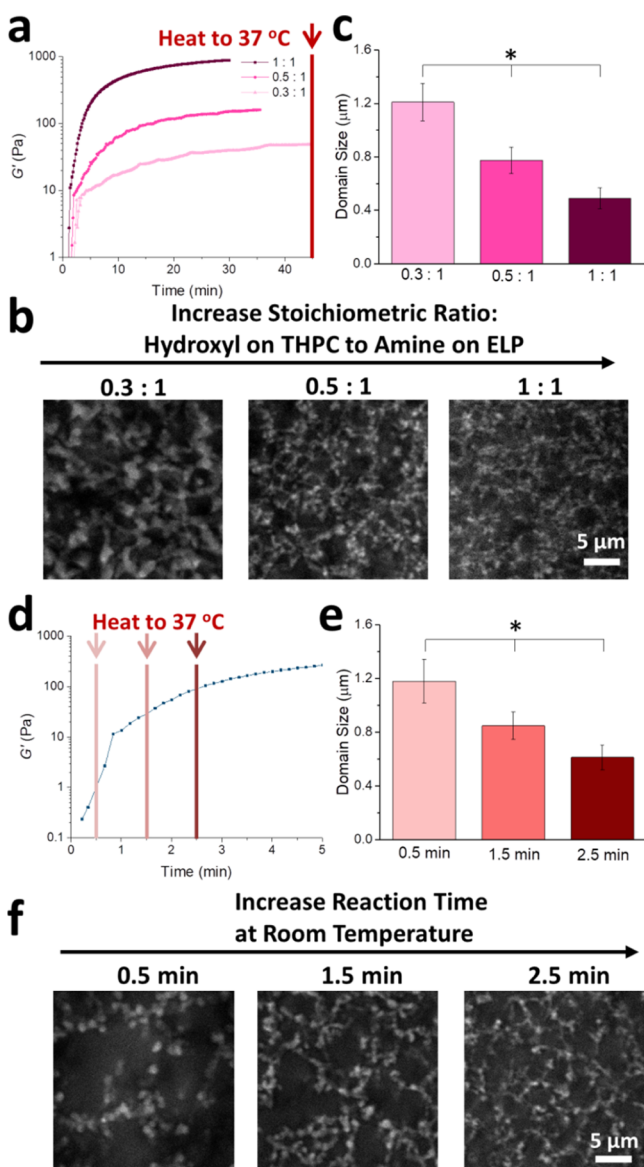 a
Heat to 37 °C
1 : 1
0.5 : 1
0.3 : 1
1000
100
10
1
G' (Pa)
0 10 20 30 40
Time (min)
c
*
1.6
1.2
0.8
0.4
0.0
Domain Size (μm)
0.3 : 1 0.5 : 1 1 : 1
b
Increase Stoichiometric Ratio:
Hydroxyl on THPC to Amine on ELP
0.3 : 1 0.5 : 1 1 : 1
5 μm
d
Heat to 37 °C
1000
100
10
1
0.1
G' (Pa)
0 1 2 3 4 5
Time (min)
e
*
1.6
1.2
0.8
0.4
0.0
Domain Size (μm)
0.5 min 1.5 min 2.5 min
f
Increase Reaction Time
at Room Temperature
0.5 min 1.5 min 2.5 min
5 μm